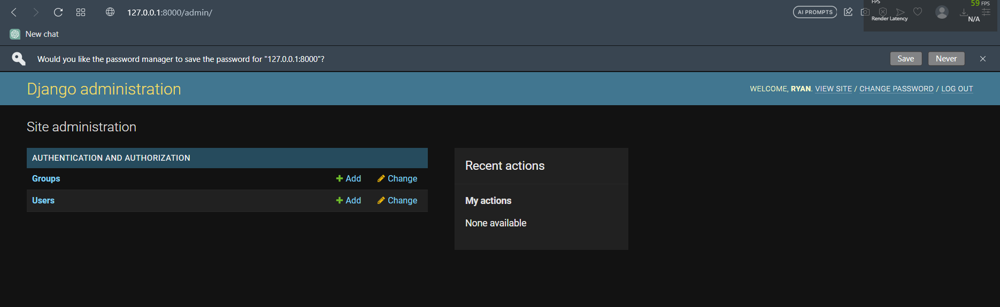 127.0.0.1:8000/admin/
AI PROMPTS
FPS
59 FPS
Render Latency
N/A
New chat
Would you like the password manager to save the password for "127.0.0.1:8000"?
Save
Never
Django administration
WELCOME, RYAN. VIEW SITE / CHANGE PASSWORD / LOG OUT
Site administration
AUTHENTICATION AND AUTHORIZATION
Groups
Add
Change
Users
Add
Change
Recent actions
My actions
None available